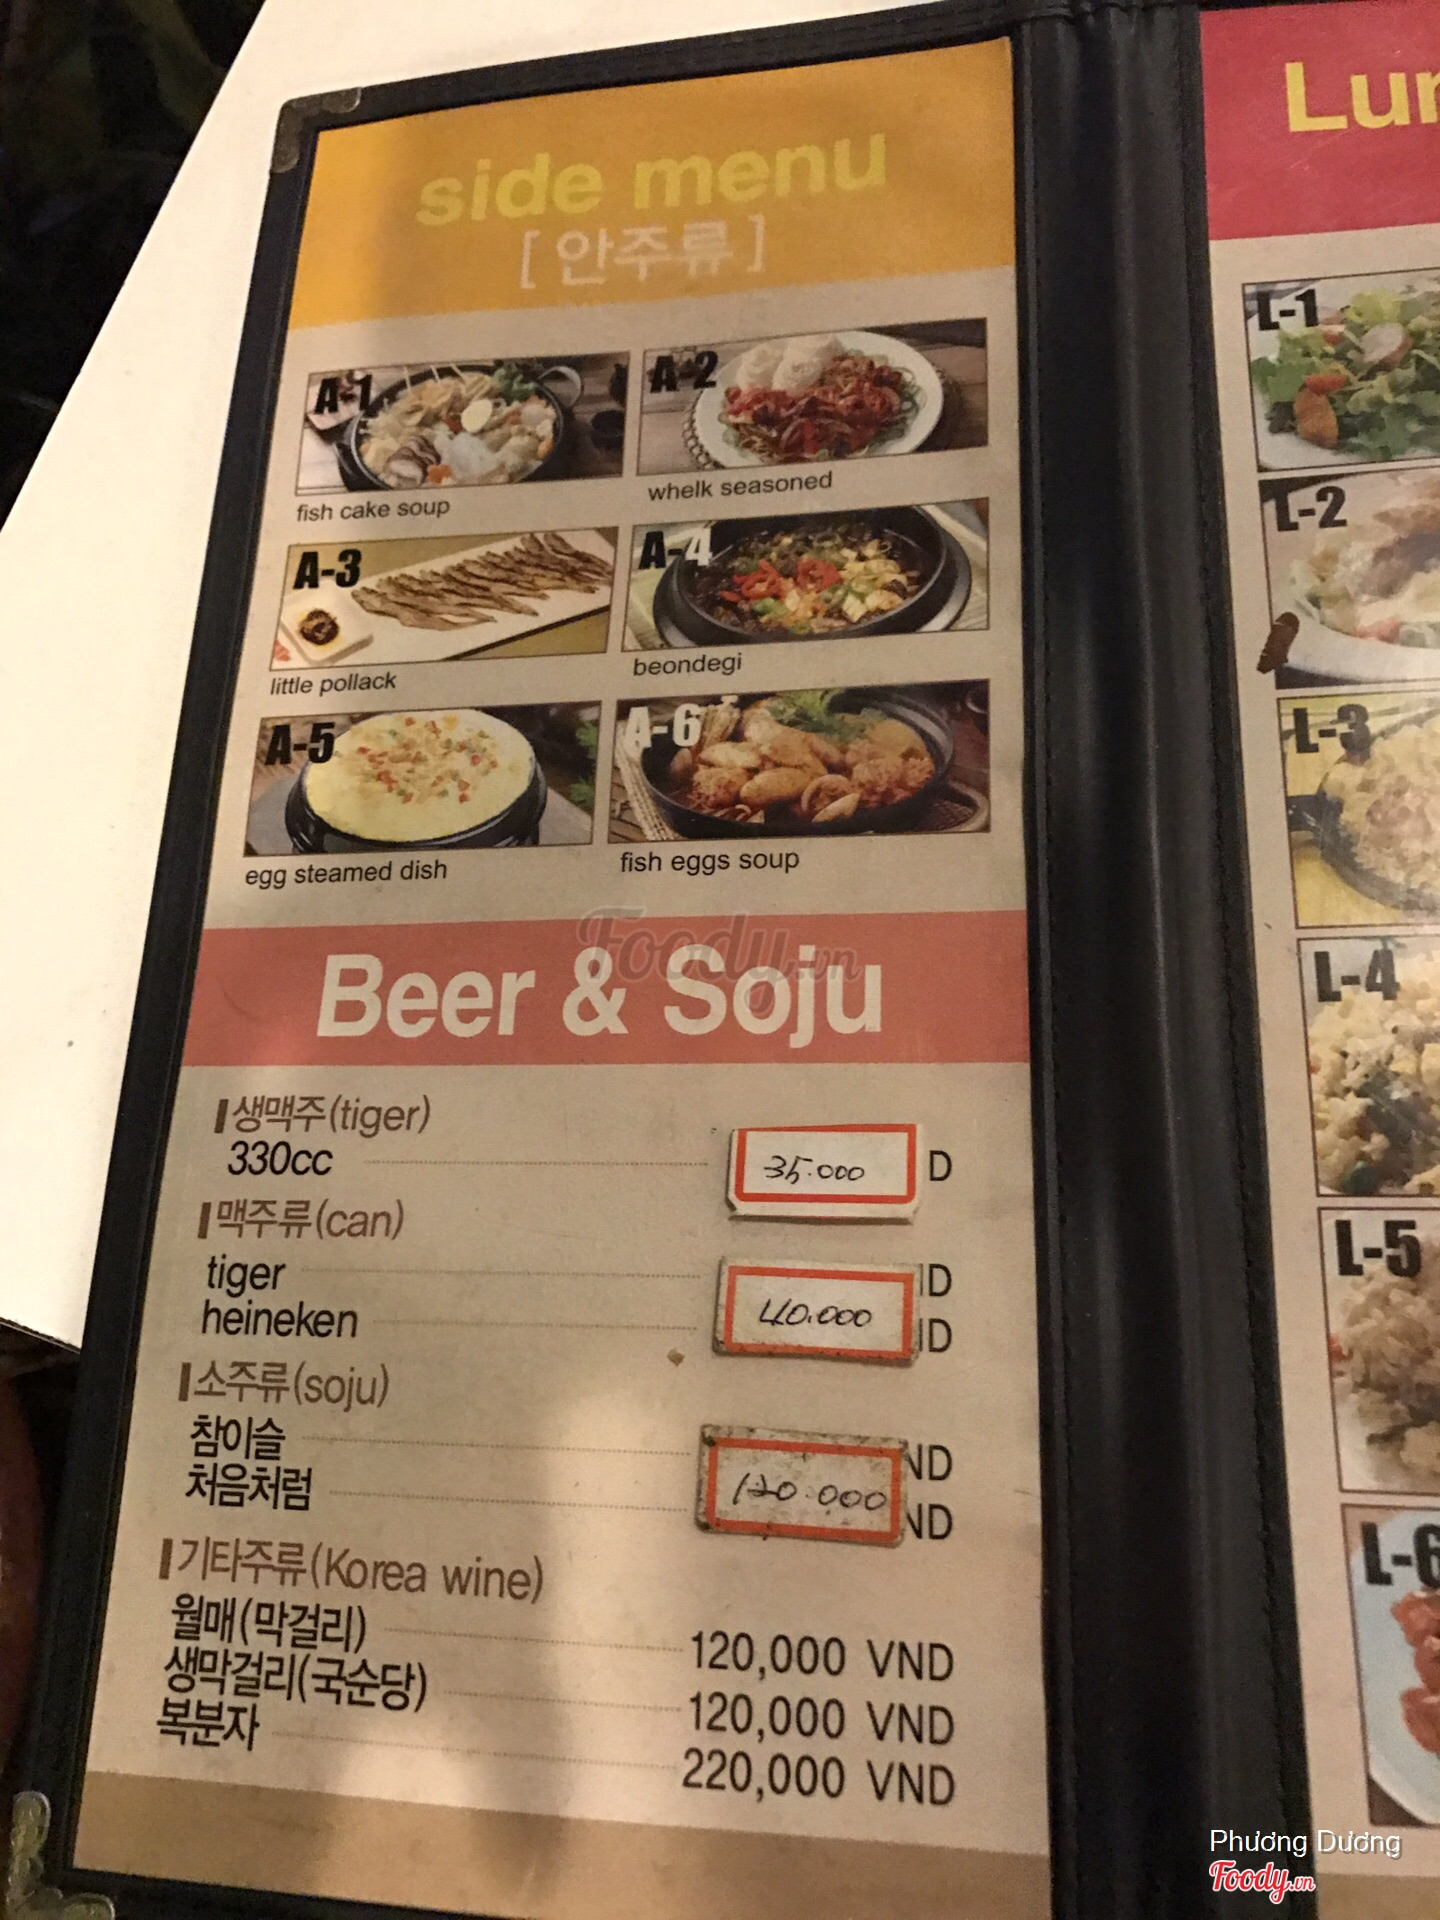 side menu
[ 안주류 ]
A-1
A-2
fish cake soup
whelk seasoned
A-3
A-4
little pollack
beondegi
A-5
A-6
egg steamed dish
fish eggs soup
Foody.vn
Beer & Soju
생맥주(tiger)
330cc 35.000 D
맥주류(can)
tiger D
heineken 40.000 D
소주류(soju)
참이슬 ND
처음처럼 120.000 ND
기타주류(Korea wine)
월매(막걸리) 120,000 VND
생막걸리(국순당) 120,000 VND
복분자 220,000 VND
Lun
L-1
L-2
L-3
L-4
L-5
L-6
Phương Dương
Foody.vn